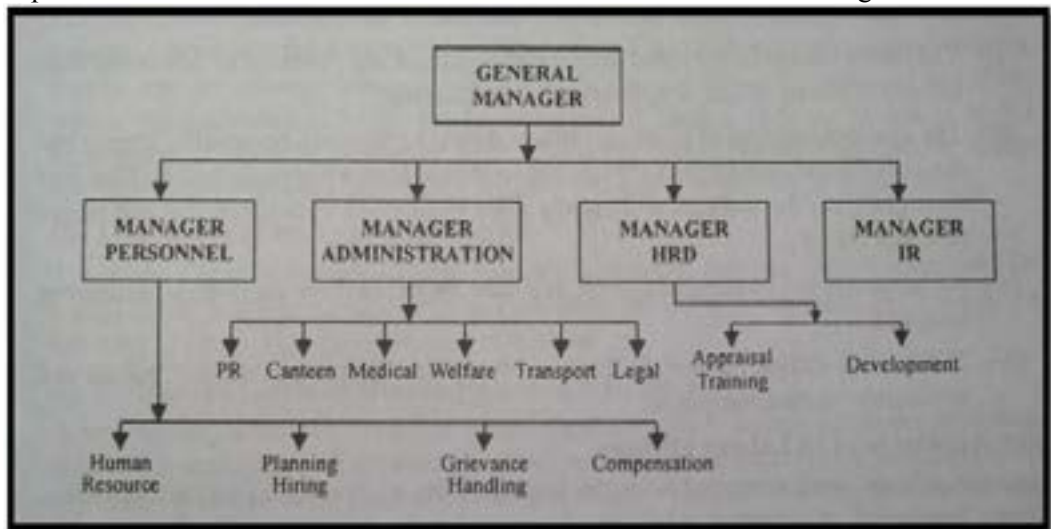 GENERAL
MANAGER
MANAGER
PERSONNEL
MANAGER
ADMINISTRATION
MANAGER
HRD
MANAGER
IR
PR
Canteen
Medical
Welfare
Transport
Legal
Appraisal
Training
Development
Human
Resource
Planning
Hiring
Grievance
Handling
Compensation